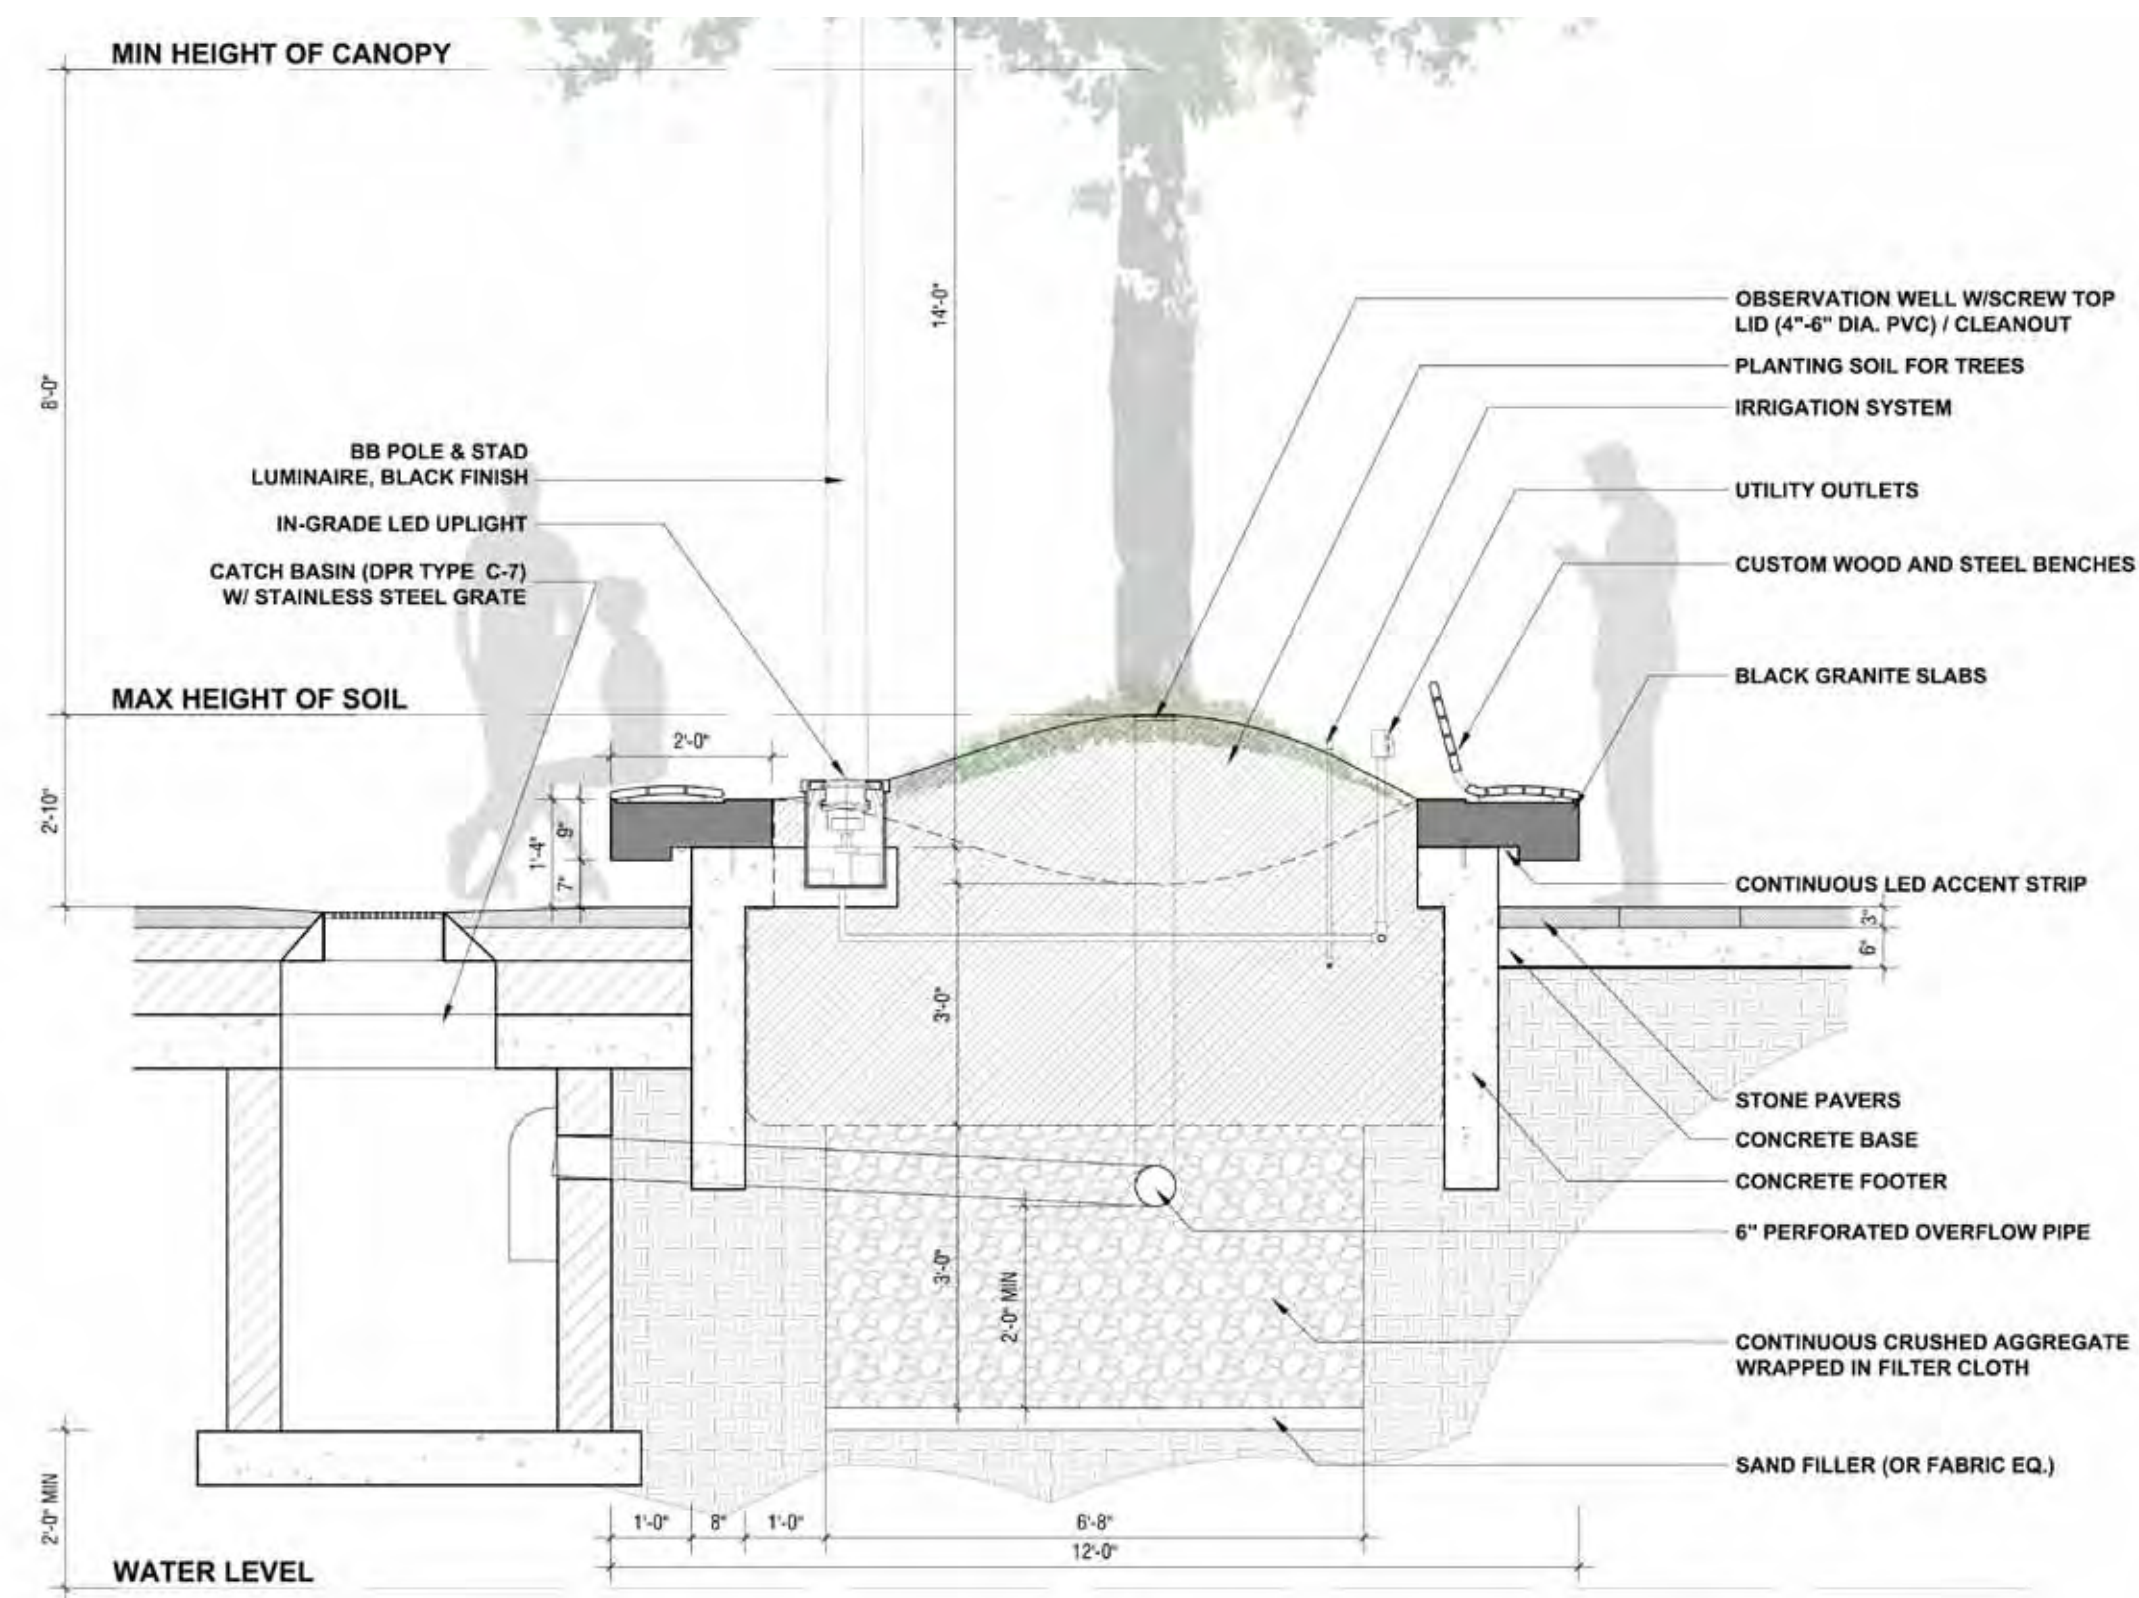 MIN HEIGHT OF CANOPY
8'-0"
14'-0"
OBSERVATION WELL W/SCREW TOP
LID (4"-6" DIA. PVC) / CLEANOUT
PLANTING SOIL FOR TREES
IRRIGATION SYSTEM
BB POLE & STAD
LUMINAIRE, BLACK FINISH
UTILITY OUTLETS
IN-GRADE LED UPLIGHT
CUSTOM WOOD AND STEEL BENCHES
CATCH BASIN (DPR TYPE C-7)
W/ STAINLESS STEEL GRATE
BLACK GRANITE SLABS
MAX HEIGHT OF SOIL
2'-0"
2'-10"
1'-4"
9"
7"
CONTINUOUS LED ACCENT STRIP
3"
6"
3'-0"
STONE PAVERS
CONCRETE BASE
CONCRETE FOOTER
6" PERFORATED OVERFLOW PIPE
3'-0"
2'-0" MIN
CONTINUOUS CRUSHED AGGREGATE
WRAPPED IN FILTER CLOTH
SAND FILLER (OR FABRIC EQ.)
2'-0" MIN
1'-0" 8" 1'-0" 6'-8"
12'-0"
WATER LEVEL